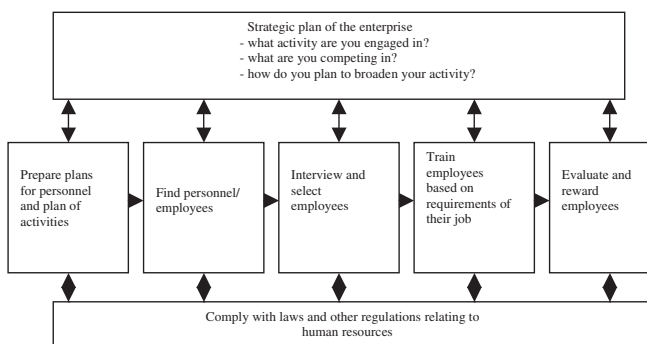 Strategic plan of the enterprise
- what activity are you engaged in?
- what are you competing in?
- how do you plan to broaden your activity?
Prepare plans
for personnel
and plan of
activities
Find personnel/
employees
Interview and
select
employees
Train
employees
based on
requirements of
their job
Evaluate and
reward
employees
Comply with laws and other regulations relating to
human resources